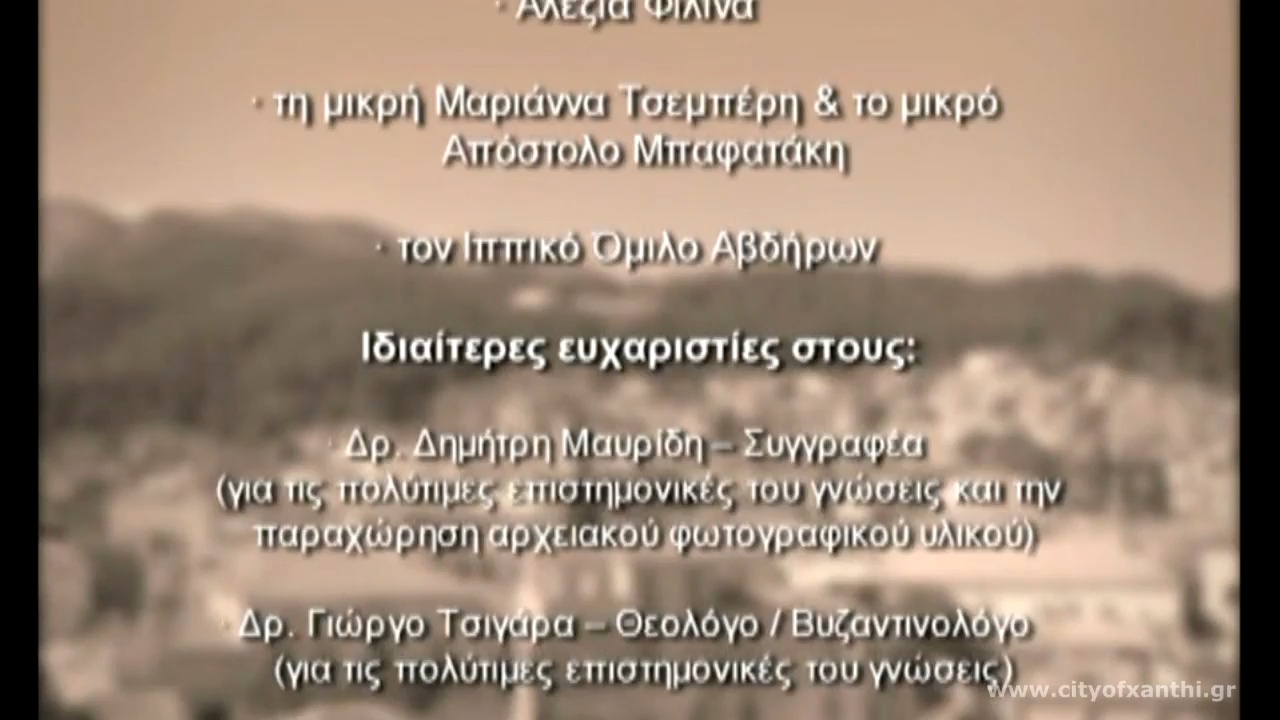 · Αλεξία Φιλίνα
· τη μικρή Μαριάννα Τσεμπέρη & το μικρό
Απόστολο Μπαφατάκη
· τον Ιππικό Όμιλο Αβδήρων
Ιδιαίτερες ευχαριστίες στους:
· Δρ. Δημήτρη Μαυρίδη – Συγγραφέα
(για τις πολύτιμες επιστημονικές του γνώσεις και την
παραχώρηση αρχειακού φωτογραφικού υλικού)
· Δρ. Γιώργο Τσιγάρα – Θεολόγο / Βυζαντινολόγο
(για τις πολύτιμες επιστημονικές του γνώσεις)
www.cityofxanthi.gr